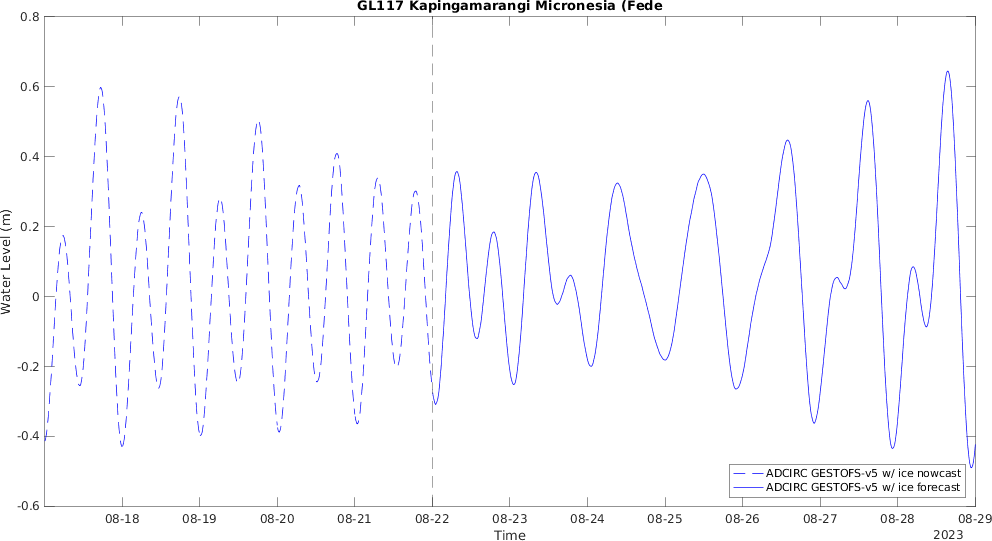 GL117 Kapingamarangi Micronesia (Fede
0.8
0.6
0.4
0.2
0
-0.2
-0.4
-0.6
Water Level (m)
08-18 08-19 08-20 08-21 08-22 08-23 08-24 08-25 08-26 08-27 08-28 08-29
Time
2023
ADCIRC GESTOFS-v5 w/ ice nowcast
ADCIRC GESTOFS-v5 w/ ice forecast